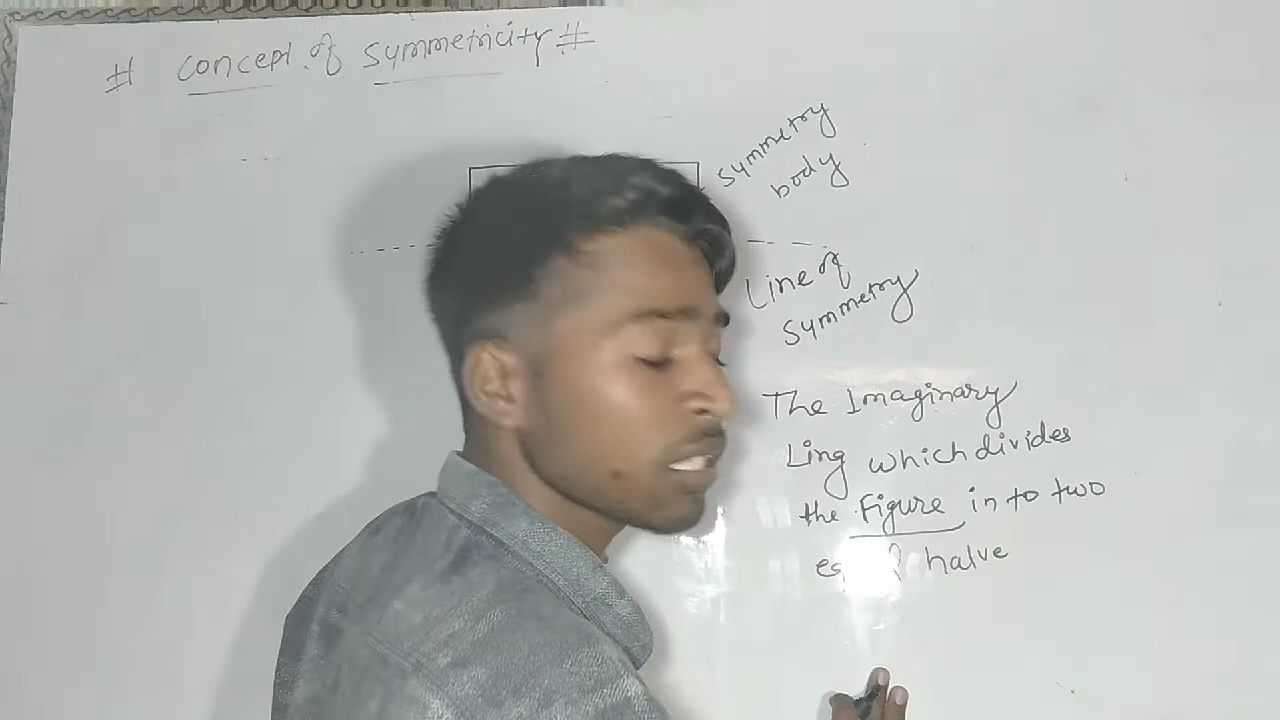 # concept of symmetricity #
symmetry
body
Line of
symmetry
The Imaginary
Ling which divides
the Figure in to two
halve